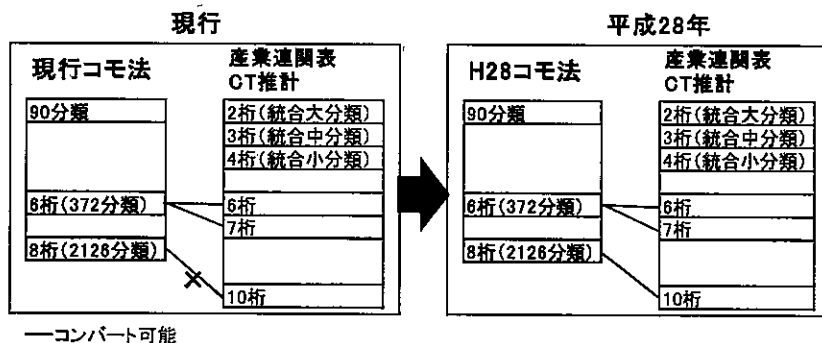 現行
現行コモ法
産業連関表
CT推計
90分類
6桁(372分類)
8桁(2126分類)
2桁(統合大分類)
3桁(統合中分類)
4桁(統合小分類)
6桁
7桁
10桁
平成28年
H28コモ法
産業連関表
CT推計
90分類
6桁(372分類)
8桁(2126分類)
2桁(統合大分類)
3桁(統合中分類)
4桁(統合小分類)
6桁
7桁
10桁
──コンバート可能